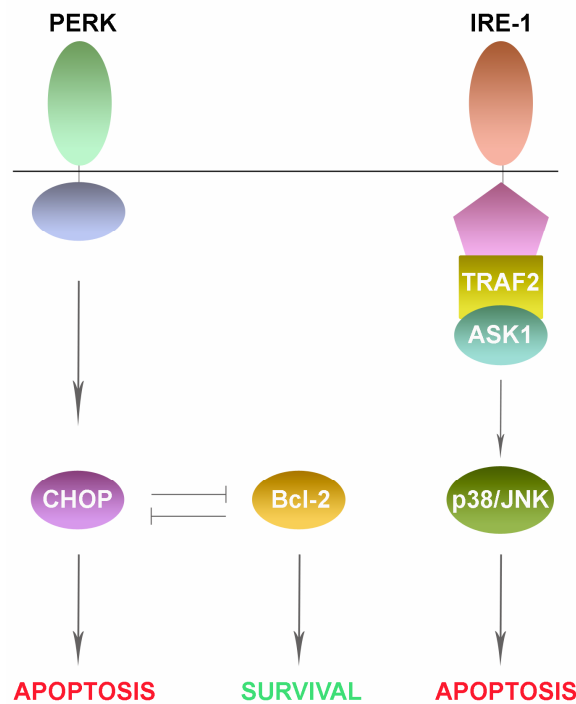 PERK
IRE-1
TRAF2
ASK1
CHOP
Bcl-2
p38/JNK
APOPTOSIS
SURVIVAL
APOPTOSIS